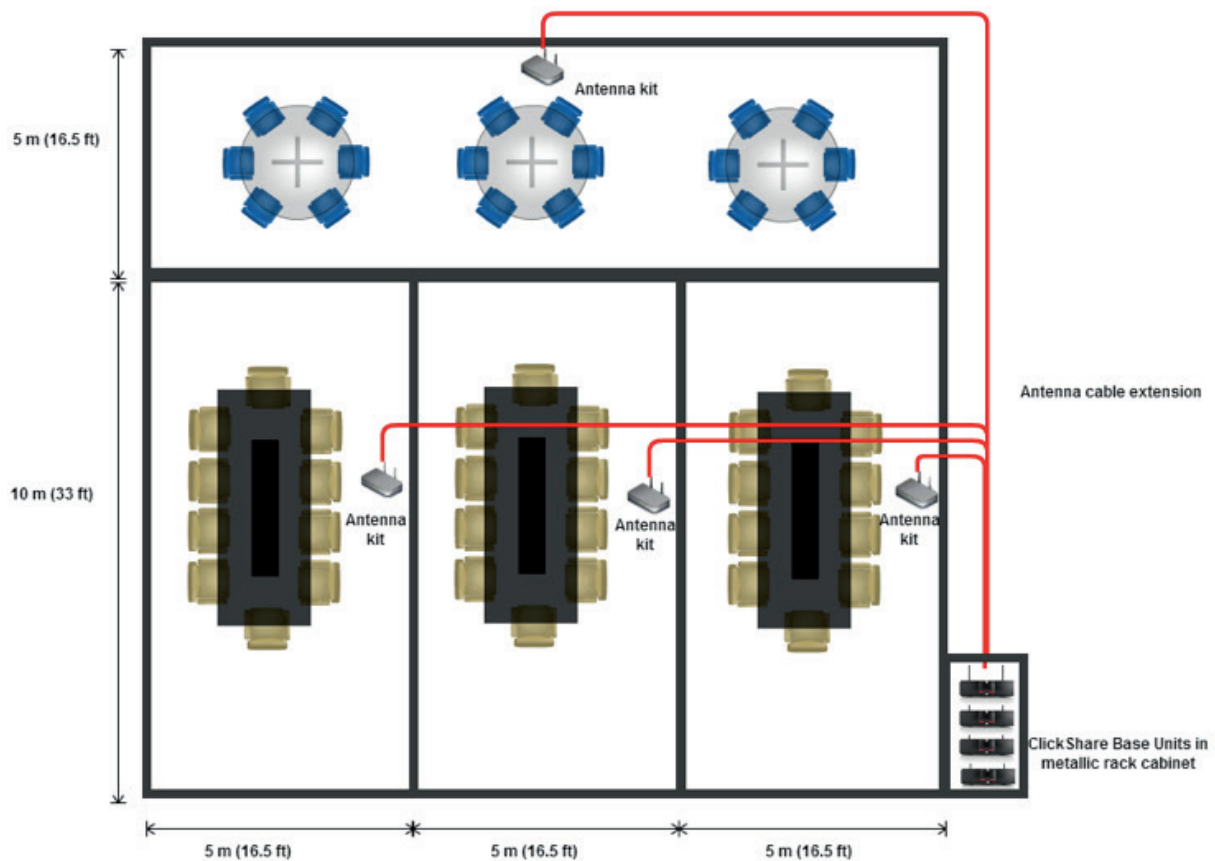 Antenna kit
5 m (16.5 ft)
Antenna cable extension
10 m (33 ft)
Antenna
kit
Antenna
kit
Antenna
kit
ClickShare Base Units in
metallic rack cabinet
5 m (16.5 ft)
5 m (16.5 ft)
5 m (16.5 ft)